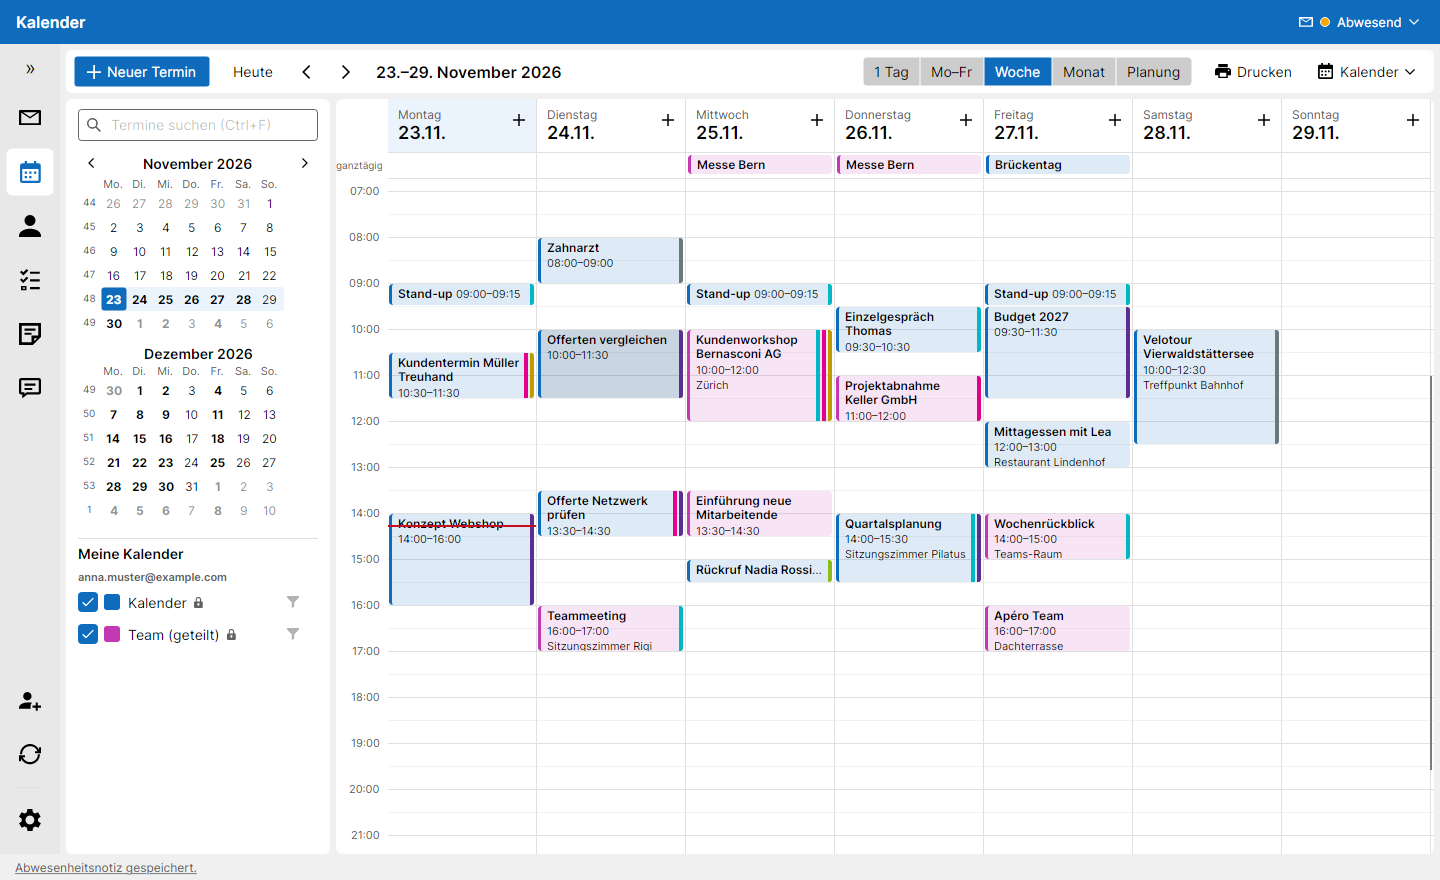 Kalender
Abwesend
Neuer Termin
Heute
23.–29. November 2026
1 Tag
Mo–Fr
Woche
Monat
Planung
Drucken
Kalender
Termine suchen (Ctrl+F)
November 2026
Mo. Di. Mi. Do. Fr. Sa. So.
44 26 27 28 29 30 31 1
45 2 3 4 5 6 7 8
46 9 10 11 12 13 14 15
47 16 17 18 19 20 21 22
48 23 24 25 26 27 28 29
49 30 1 2 3 4 5 6
Dezember 2026
Mo. Di. Mi. Do. Fr. Sa. So.
49 30 1 2 3 4 5 6
50 7 8 9 10 11 12 13
51 14 15 16 17 18 19 20
52 21 22 23 24 25 26 27
53 28 29 30 31 1 2 3
1 4 5 6 7 8 9 10
Meine Kalender
anna.muster@example.com
Kalender
Team (geteilt)
Montag
23.11.
Dienstag
24.11.
Mittwoch
25.11.
Donnerstag
26.11.
Freitag
27.11.
Samstag
28.11.
Sonntag
29.11.
ganztägig
Messe Bern
Messe Bern
Brückentag
07:00
08:00
09:00
10:00
11:00
12:00
13:00
14:00
15:00
16:00
17:00
18:00
19:00
20:00
21:00
Stand-up 09:00–09:15
Kundentermin Müller
Treuhand
10:30–11:30
Konzept Webshop
14:00–16:00
Zahnarzt
08:00–09:00
Offerten vergleichen
10:00–11:30
Offerte Netzwerk
prüfen
13:30–14:30
Teammeeting
16:00–17:00
Sitzungszimmer Rigi
Stand-up 09:00–09:15
Kundenworkshop
Bernasconi AG
10:00–12:00
Zürich
Einführung neue
Mitarbeitende
13:30–14:30
Rückruf Nadia Rossi...
Einzelgespräch
Thomas
09:30–10:30
Projektabnahme
Keller GmbH
11:00–12:00
Quartalsplanung
14:00–15:30
Sitzungszimmer Pilatus
Stand-up 09:00–09:15
Budget 2027
09:30–11:30
Mittagessen mit Lea
12:00–13:00
Restaurant Lindenhof
Wochenrückblick
14:00–15:00
Teams-Raum
Apéro Team
16:00–17:00
Dachterrasse
Velotour
Vierwaldstättersee
10:00–12:30
Treffpunkt Bahnhof
Abwesenheitsnotiz gespeichert.